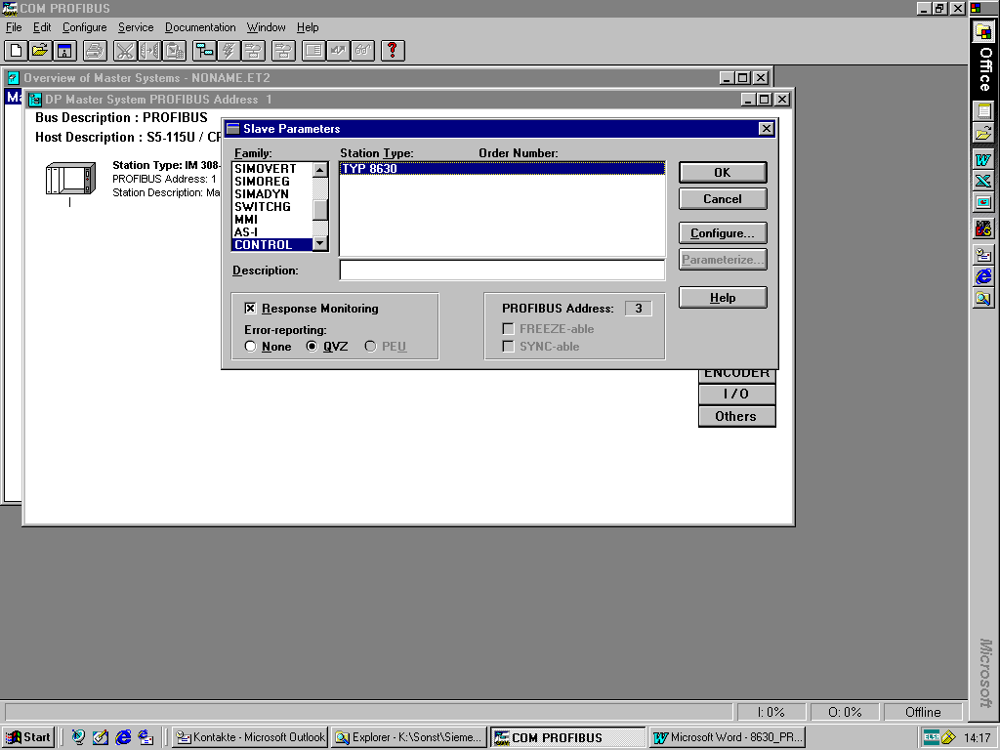 COM PROFIBUS
File Edit Configure Service Documentation Window Help
Overview of Master Systems - NONAME.ET2
Ma
DP Master System PROFIBUS Address 1
Bus Description : PROFIBUS
Host Description : S5-115U / CP
Station Type: IM 308-
PROFIBUS Address: 1
Station Description: Ma
Slave Parameters
Family: Station Type: Order Number:
SIMOVERT
SIMOREG
SIMADYN
SWITCHG
MMI
AS-I
CONTROL
TYP 8630
OK
Cancel
Configure...
Parameterize...
Help
Description:
Response Monitoring
Error-reporting:
None QVZ PEU
PROFIBUS Address: 3
FREEZE-able
SYNC-able
ENCODER
I / O
Others
Office
Microsoft
I: 0% O: 0% Offline
Start
Kontakte - Microsoft Outlook
Explorer - K:\Sonst\Sieme...
COM PROFIBUS
Microsoft Word - 8630_PR...
ELSA
14:17